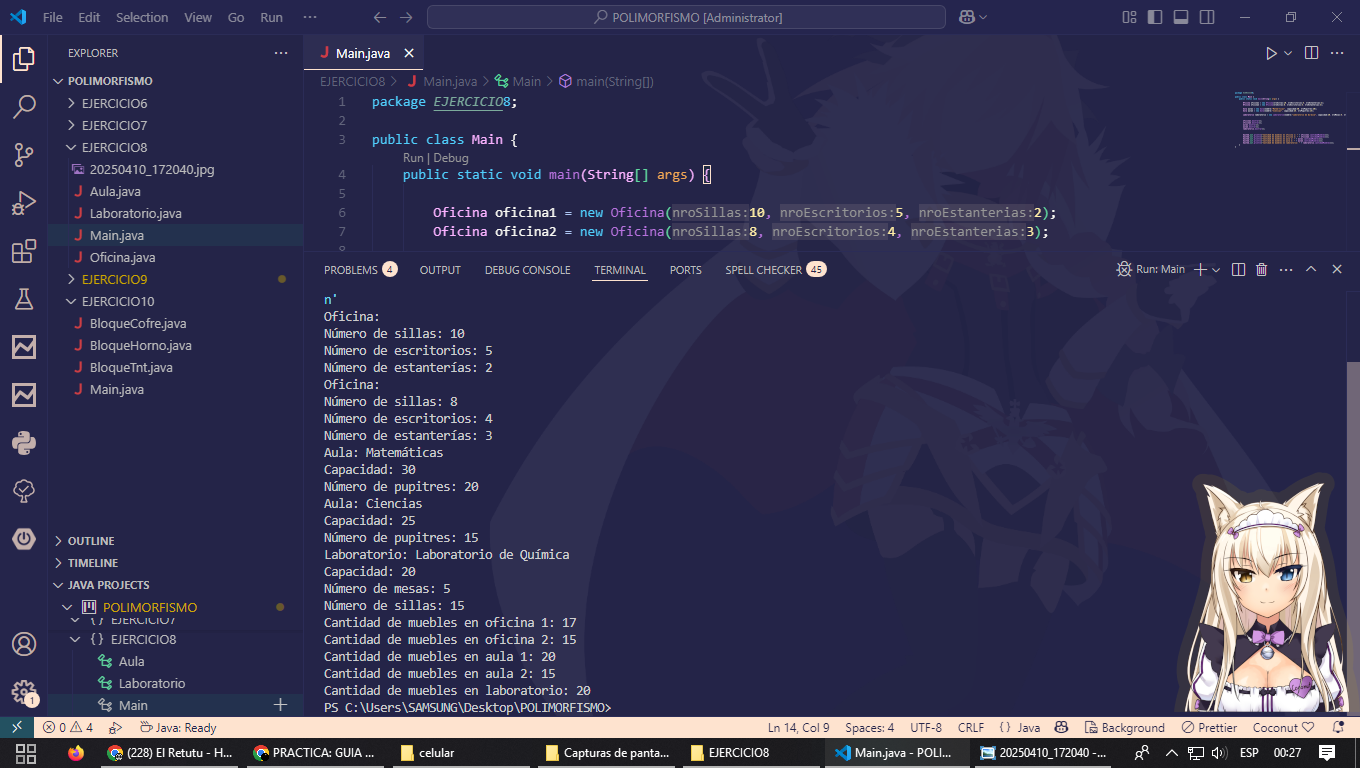 File Edit Selection View Go Run ··· POLIMORFISMO [Administrator]
EXPLORER ···
POLIMORFISMO
EJERCICIO6
EJERCICIO7
EJERCICIO8
20250410_172040.jpg
Aula.java
Laboratorio.java
Main.java
Oficina.java
EJERCICIO9
EJERCICIO10
BloqueCofre.java
BloqueHorno.java
BloqueTnt.java
Main.java
OUTLINE
TIMELINE
JAVA PROJECTS
POLIMORFISMO
{} EJERCICIO7
{} EJERCICIO8
Aula
Laboratorio
Main
1
J Main.java
EJERCICIO8 > J Main.java > Main > main(String[])
1 package EJERCICIO8;
2
3 public class Main {
Run | Debug
4 public static void main(String[] args) {
5
6 Oficina oficina1 = new Oficina(nroSillas:10, nroEscritorios:5, nroEstanterias:2);
7 Oficina oficina2 = new Oficina(nroSillas:8, nroEscritorios:4, nroEstanterias:3);
8
PROBLEMS 4 OUTPUT DEBUG CONSOLE TERMINAL PORTS SPELL CHECKER 45 Run: Main
n'
Oficina:
Número de sillas: 10
Número de escritorios: 5
Número de estanterías: 2
Oficina:
Número de sillas: 8
Número de escritorios: 4
Número de estanterías: 3
Aula: Matemáticas
Capacidad: 30
Número de pupitres: 20
Aula: Ciencias
Capacidad: 25
Número de pupitres: 15
Laboratorio: Laboratorio de Química
Capacidad: 20
Número de mesas: 5
Número de sillas: 15
Cantidad de muebles en oficina 1: 17
Cantidad de muebles en oficina 2: 15
Cantidad de muebles en aula 1: 20
Cantidad de muebles en aula 2: 15
Cantidad de muebles en laboratorio: 20
PS C:\Users\SAMSUNG\Desktop\POLIMORFISMO>
0 4 Java: Ready Ln 14, Col 9 Spaces: 4 UTF-8 CRLF {} Java Background Prettier Coconut
(228) El Retutu - H... PRACTICA: GUIA ... celular Capturas de panta... EJERCICIO8 Main.java - POLI... 20250410_172040 -... ESP 00:27